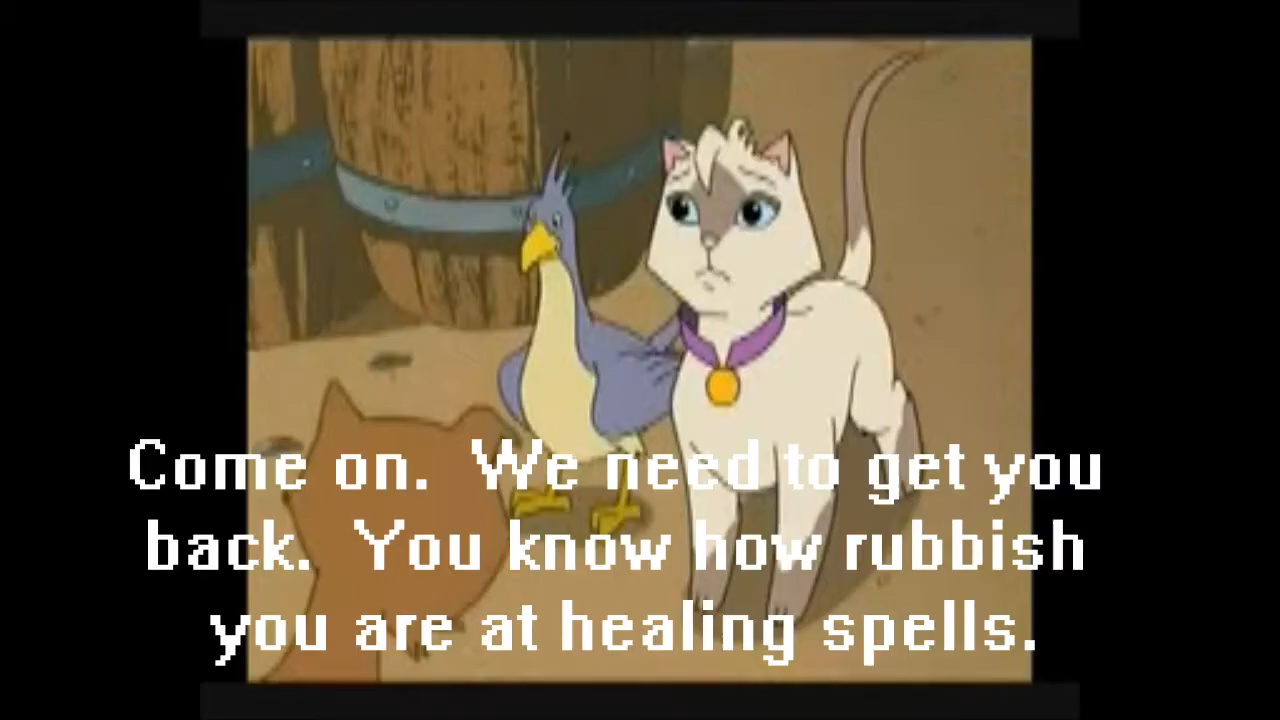 Come on.  We need to get you
back.  You know how rubbish
you are at healing spells.